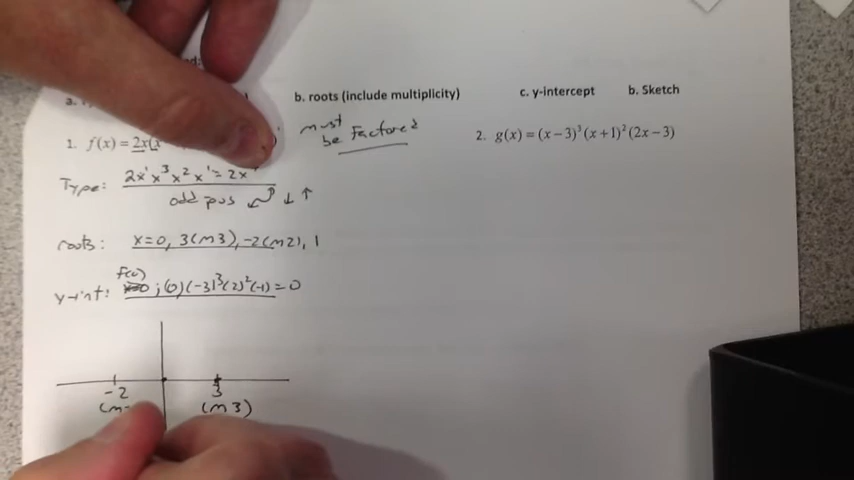 b. roots (include multiplicity) c. y-intercept b. Sketch
must
be Factored
1. f(x) = 2x(x
2. g(x) = (x−3)³(x+1)²(2x−3)
Type: 2x¹x³x²x¹ = 2x
odd pos ↓ ↑
roots: x=0, 3(m3), -2(m2), 1
f(0)
y-int: ; (0)(-3)³(2)²(-1) = 0
-2 3
(m (m3)